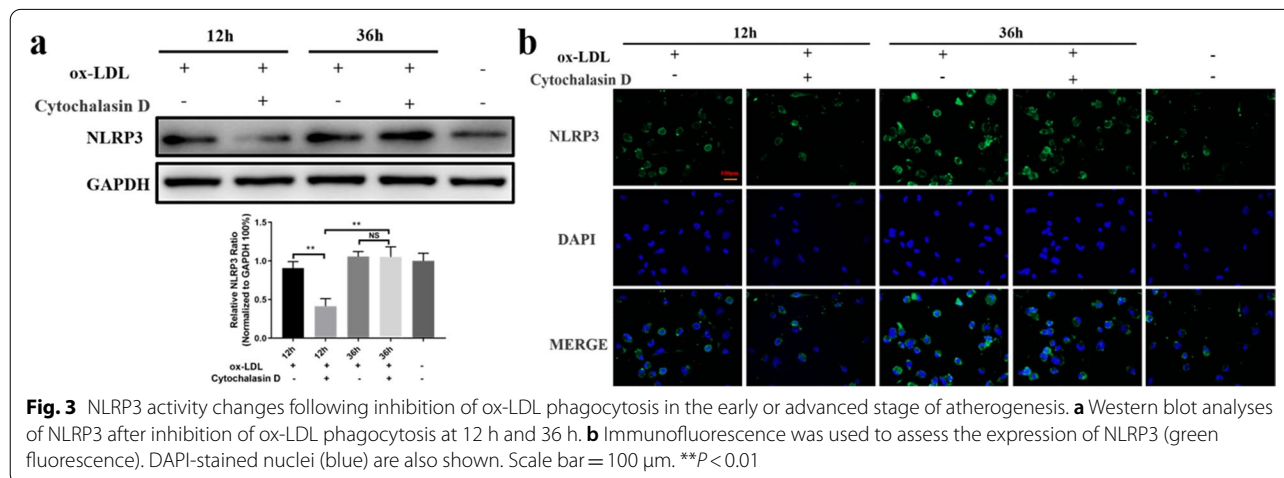 a
12h 36h
ox-LDL + + + + -
Cytochalasin D - + - + -
NLRP3
GAPDH
Relative NLRP3 Ratio
(Normalized to GAPDH 100%)
1.5
1.0
0.5
0.0
** ** NS
12h 12h 36h 36h
ox-LDL + + + + -
Cytochalasin D - + - + -
b
12h 36h
ox-LDL + + + + -
Cytochalasin D - + - + -
NLRP3
100μm
DAPI
MERGE
Fig. 3 NLRP3 activity changes following inhibition of ox-LDL phagocytosis in the early or advanced stage of atherogenesis. a Western blot analyses
of NLRP3 after inhibition of ox-LDL phagocytosis at 12 h and 36 h. b Immunofluorescence was used to assess the expression of NLRP3 (green
fluorescence). DAPI-stained nuclei (blue) are also shown. Scale bar = 100 μm. **P < 0.01